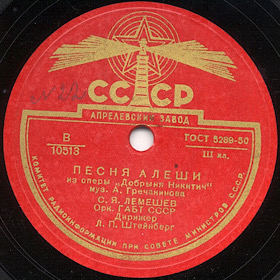 СССР
АПРЕЛЕВСКИЙ ЗАВОД
В
10513
ГОСТ 5289-50
Ш кл.
ПЕСНЯ АЛЕШИ
из оперы «Добрыня Никитич»
муз. А. Гречанинова
С. Я. ЛЕМЕШЕВ
Орк. ГАБТ СССР
Дирижер
Л. П. Штейнберг
КОМИТЕТ РАДИОИНФОРМАЦИИ ПРИ СОВЕТЕ МИНИСТРОВ СССР